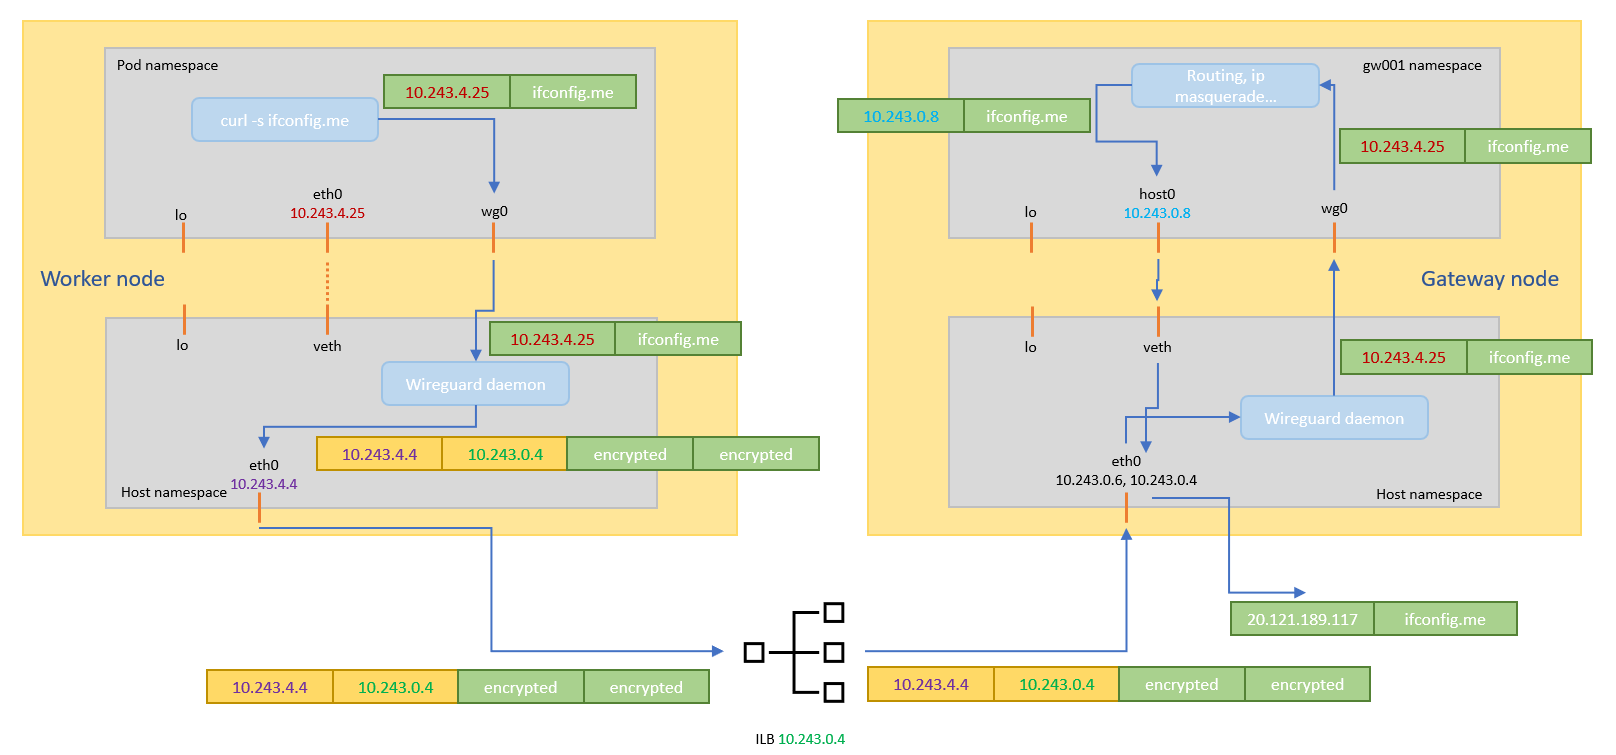 Pod namespace
10.243.4.25 ifconfig.me
curl -s ifconfig.me
lo
eth0
10.243.4.25
wg0
Worker node
lo
veth
10.243.4.25 ifconfig.me
Wireguard daemon
10.243.4.4 10.243.0.4 encrypted encrypted
eth0
10.243.4.4
Host namespace
gw001 namespace
Routing, ip
masquerade...
10.243.0.8 ifconfig.me
10.243.4.25 ifconfig.me
lo
host0
10.243.0.8
wg0
Gateway node
lo
veth
10.243.4.25 ifconfig.me
Wireguard daemon
eth0
10.243.0.6, 10.243.0.4
Host namespace
20.121.189.117 ifconfig.me
10.243.4.4 10.243.0.4 encrypted encrypted
10.243.4.4 10.243.0.4 encrypted encrypted
ILB 10.243.0.4